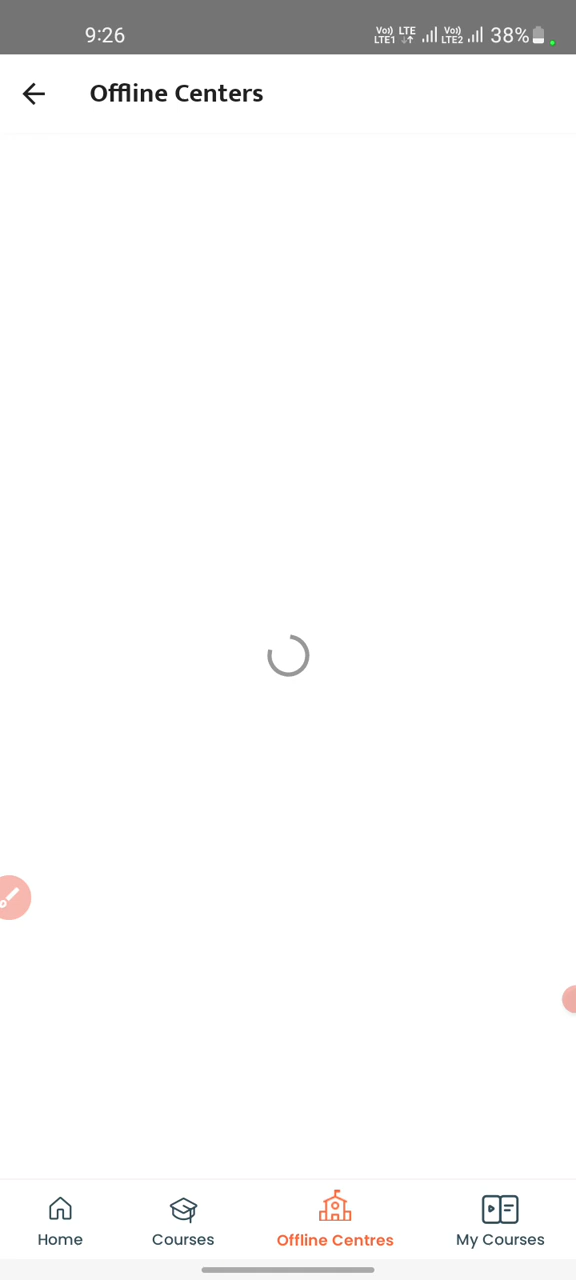 9:26
Vo)) LTE LTE1 Vo)) LTE2 38%
Offline Centers
Home
Courses
Offline Centres
My Courses